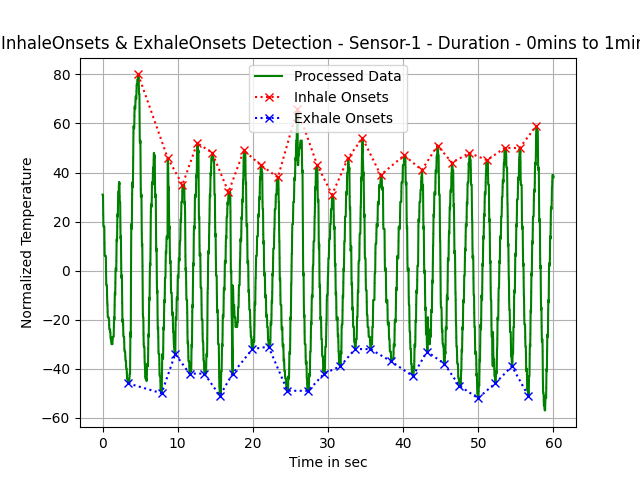 InhaleOnsets & ExhaleOnsets Detection - Sensor-1 - Duration - 0mins to 1min
Processed Data
Inhale Onsets
Exhale Onsets
80
60
40
20
0
−20
−40
−60
Normalized Temperature
0 10 20 30 40 50 60
Time in sec